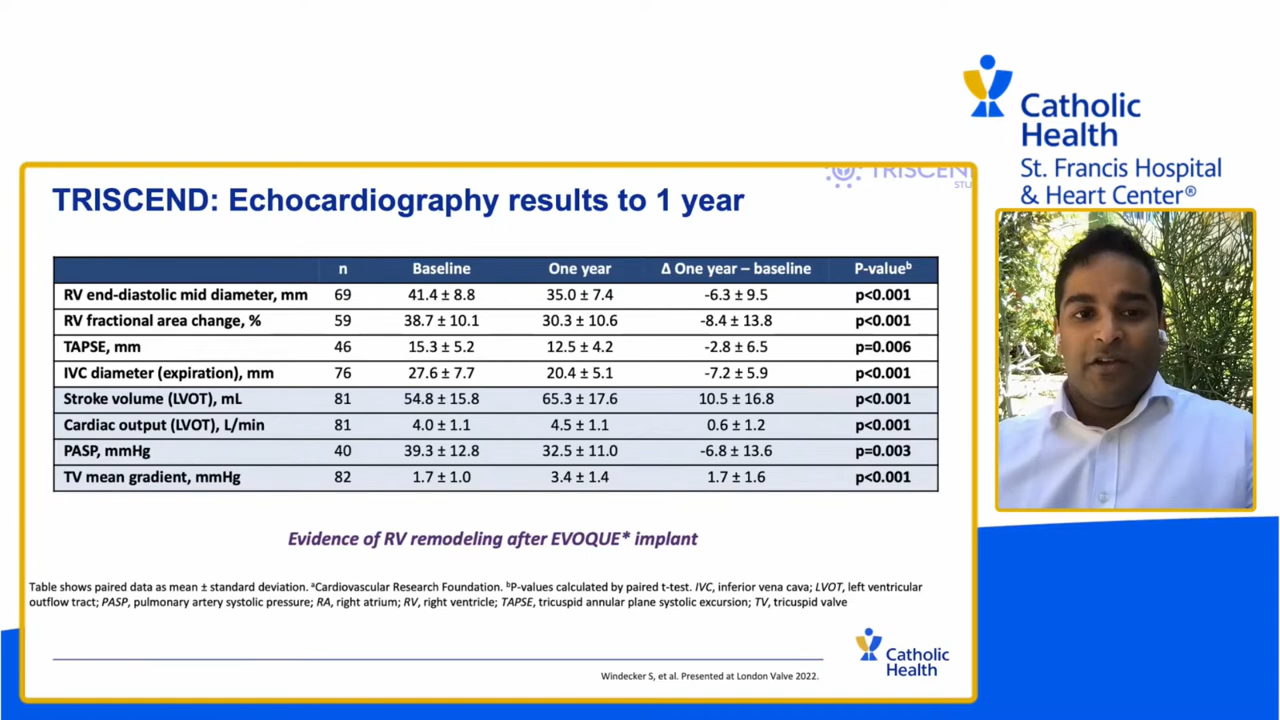 Catholic
Health
St. Francis Hospital
& Heart Center®
TRISCEND
STU
TRISCEND: Echocardiography results to 1 year
n Baseline One year Δ One year – baseline P-valueᵇ
RV end-diastolic mid diameter, mm 69 41.4 ± 8.8 35.0 ± 7.4 -6.3 ± 9.5 p<0.001
RV fractional area change, % 59 38.7 ± 10.1 30.3 ± 10.6 -8.4 ± 13.8 p<0.001
TAPSE, mm 46 15.3 ± 5.2 12.5 ± 4.2 -2.8 ± 6.5 p=0.006
IVC diameter (expiration), mm 76 27.6 ± 7.7 20.4 ± 5.1 -7.2 ± 5.9 p<0.001
Stroke volume (LVOT), mL 81 54.8 ± 15.8 65.3 ± 17.6 10.5 ± 16.8 p<0.001
Cardiac output (LVOT), L/min 81 4.0 ± 1.1 4.5 ± 1.1 0.6 ± 1.2 p<0.001
PASP, mmHg 40 39.3 ± 12.8 32.5 ± 11.0 -6.8 ± 13.6 p=0.003
TV mean gradient, mmHg 82 1.7 ± 1.0 3.4 ± 1.4 1.7 ± 1.6 p<0.001
Evidence of RV remodeling after EVOQUE* implant
Table shows paired data as mean ± standard deviation. ᵃCardiovascular Research Foundation. ᵇP-values calculated by paired t-test. IVC, inferior vena cava; LVOT, left ventricular
outflow tract; PASP, pulmonary artery systolic pressure; RA, right atrium; RV, right ventricle; TAPSE, tricuspid annular plane systolic excursion; TV, tricuspid valve
Catholic
Health
Windecker S, et al. Presented at London Valve 2022.